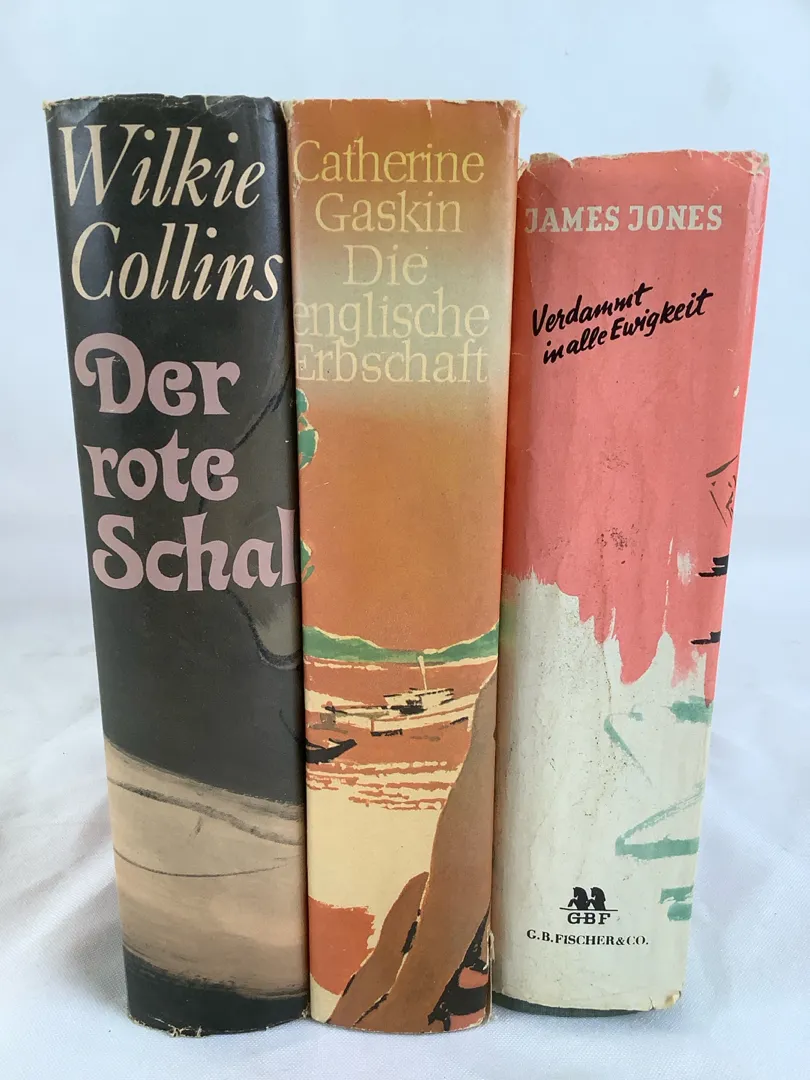 Wilkie
Collins
Der
rote
Schal
Catherine
Gaskin
Die
englische
Erbschaft
JAMES JONES
Verdammt
in alle Ewigkeit
GBF
G.B.FISCHER&CO.